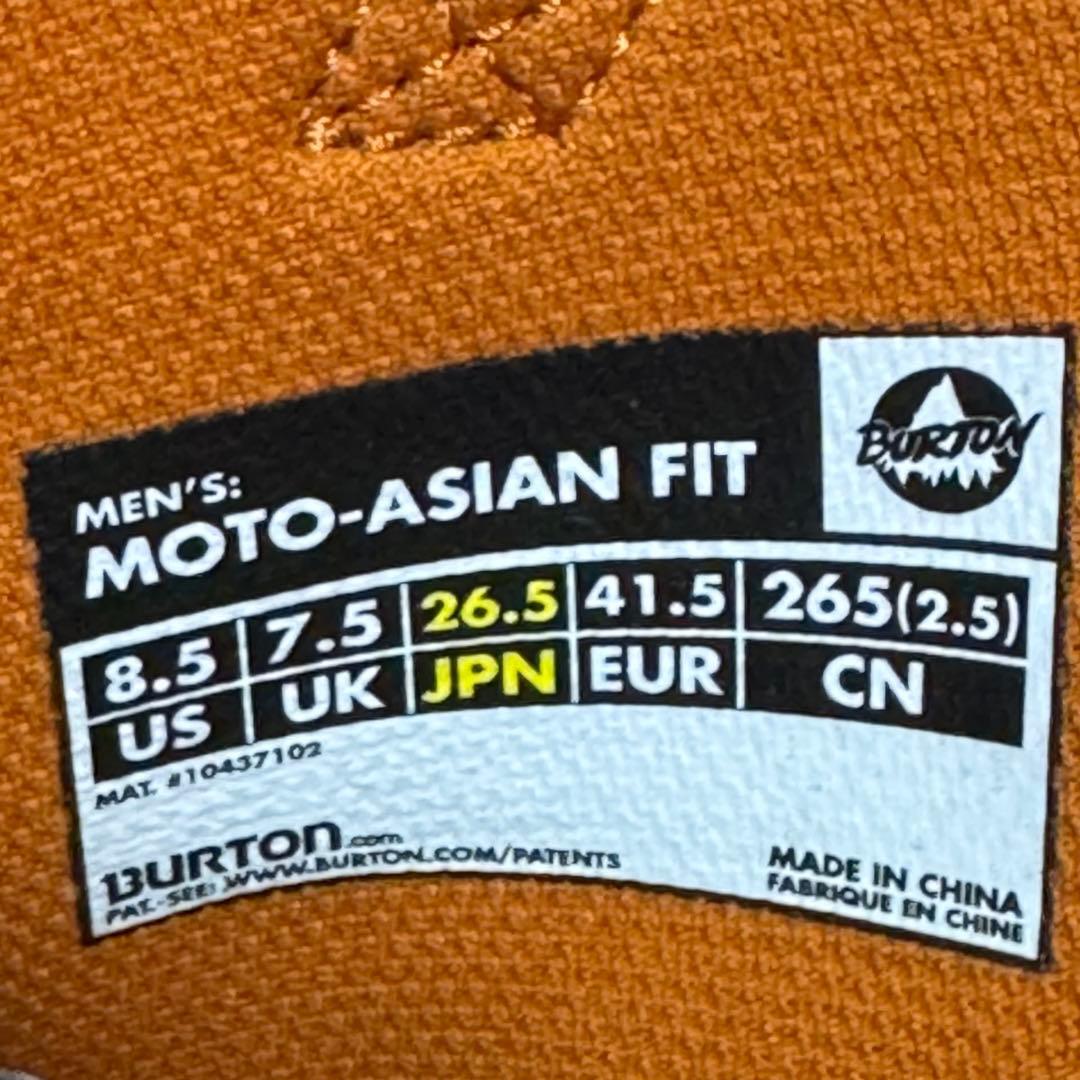 BURTON
MEN'S:
MOTO-ASIAN FIT
8.5 7.5 26.5 41.5 265(2.5)
US UK JPN EUR CN
MAT. #10437102
BURTON.com
PAT.-SEE: WWW.BURTON.COM/PATENTS
MADE IN CHINA
FABRIQUE EN CHINE